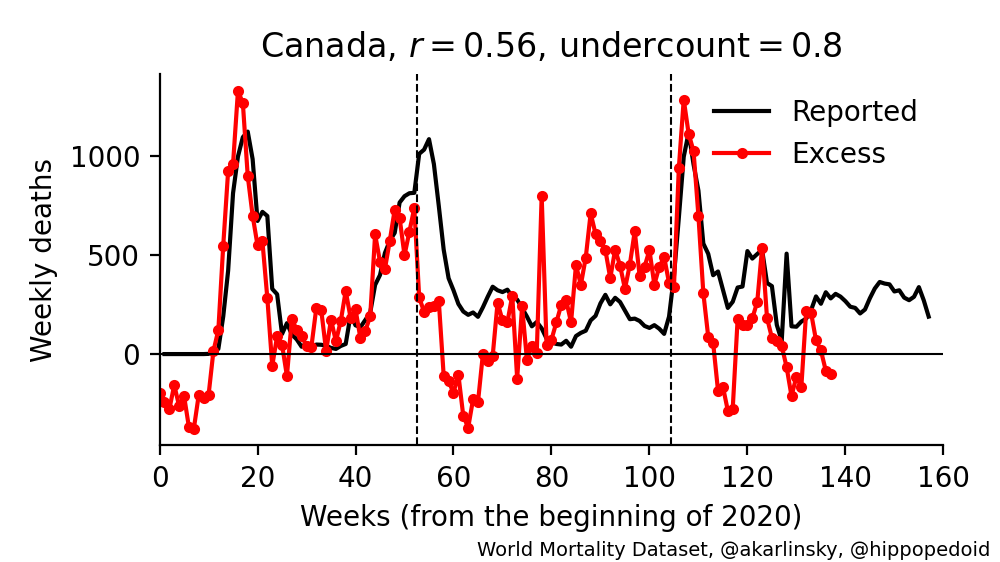 Canada, r = 0.56, undercount = 0.8
Weekly deaths
1000
500
0
Reported
Excess
0 20 40 60 80 100 120 140 160
Weeks (from the beginning of 2020)
World Mortality Dataset, @akarlinsky, @hippopedoid